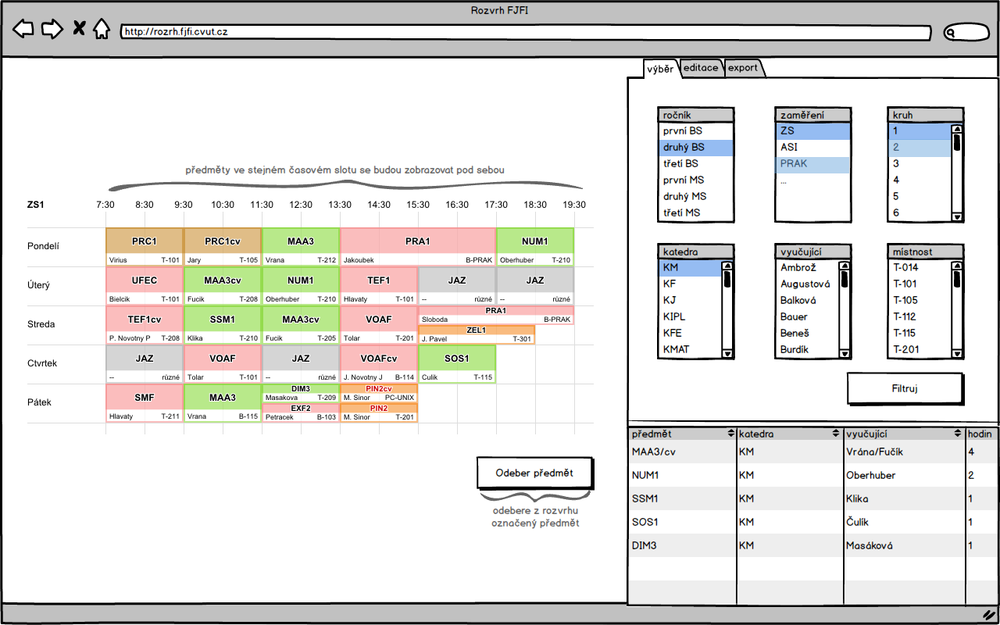 Rozvrh FJFI
http://rozrh.fjfi.cvut.cz
výběr editace export
předměty ve stejném časovém slotu se budou zobrazovat pod sebou
ZS1 7:30 8:30 9:30 10:30 11:30 12:30 13:30 14:30 15:30 16:30 17:30 18:30 19:30
Pondelí
PRC1 PRC1cv MAA3 PRA1 NUM1
Virius T-101 Jary T-105 Vrana T-212 Jakoubek B-PRAK Oberhuber T-210
Úterý
UFEC MAA3cv NUM1 TEF1 JAZ JAZ
Bielcik T-101 Fucik T-208 Oberhuber T-210 Hlavaty T-101 -- různé -- různé
Streda
TEF1cv SSM1 MAA3cv VOAF
P. Novotny P T-208 Klika T-210 Fucik T-205 Tolar T-201
PRA1
Sloboda B-PRAK
ZEL1
J. Pavel T-301
Ctvrtek
JAZ VOAF JAZ VOAFcv SOS1
-- různé Tolar T-101 -- různé J. Novotny J B-114 Culik T-115
Pátek
SMF MAA3
Hlavaty T-211 Vrana B-115
DIM3 PIN2cv
Masakova T-209 M. Sinor PC-UNIX
EXF2 PIN2
Petracek B-103 M. Sinor T-201
Odeber předmět
odebere z rozvrhu
označený předmět
ročník
první BS
druhý BS
třetí BS
první MS
druhý MS
třetí MS
zaměření
ZS
ASI
PRAK
...
kruh
1
2
3
4
5
6
katedra
KM
KF
KJ
KIPL
KFE
KMAT
vyučující
Ambrož
Augustová
Balková
Bauer
Beneš
Burdík
místnost
T-014
T-101
T-105
T-112
T-115
T-201
Filtruj
předmět katedra vyučující hodin
MAA3/cv KM Vrána/Fučík 4
NUM1 KM Oberhuber 2
SSM1 KM Klika 1
SOS1 KM Čulík 1
DIM3 KM Masáková 1